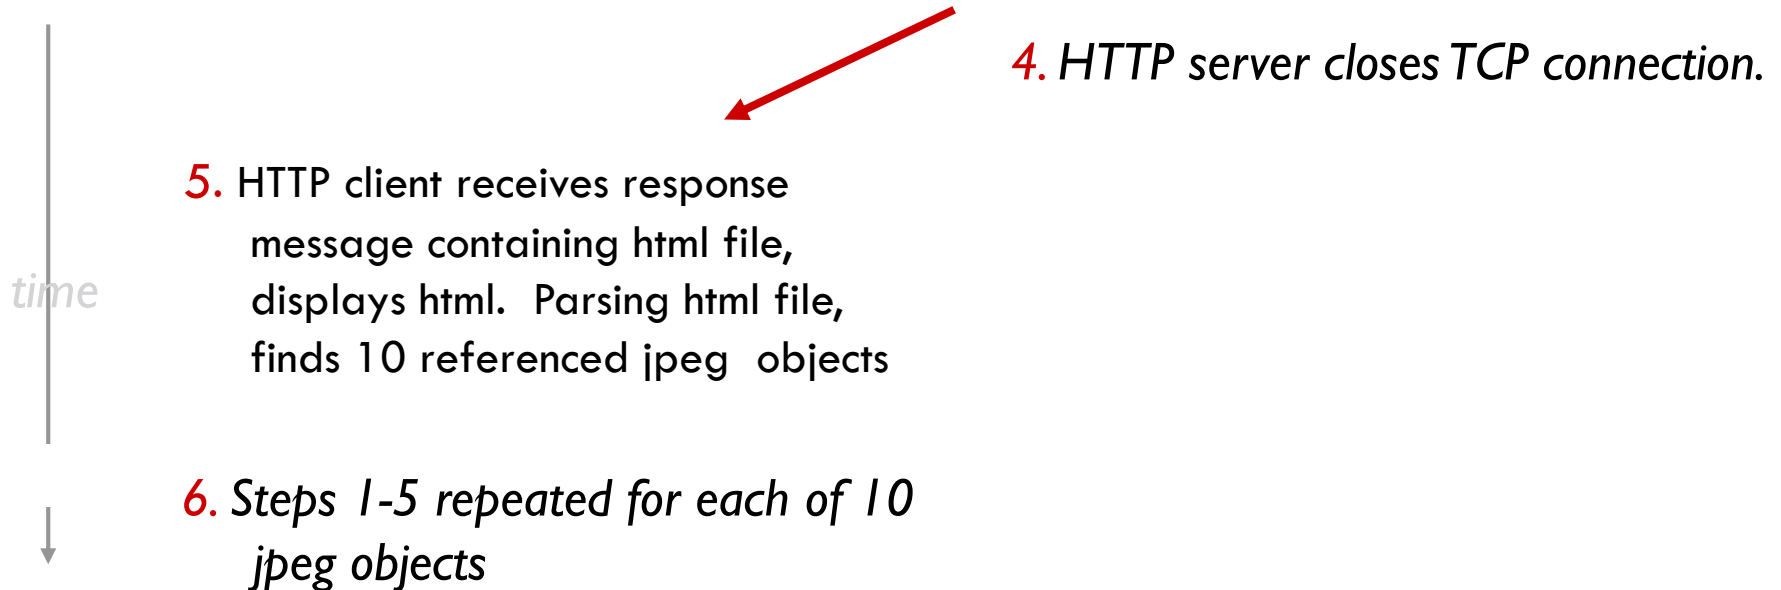 4. HTTP server closes TCP connection.
5. HTTP client receives response
message containing html file,
displays html.  Parsing html file,
finds 10 referenced jpeg  objects
time
6. Steps 1-5 repeated for each of 10
jpeg objects